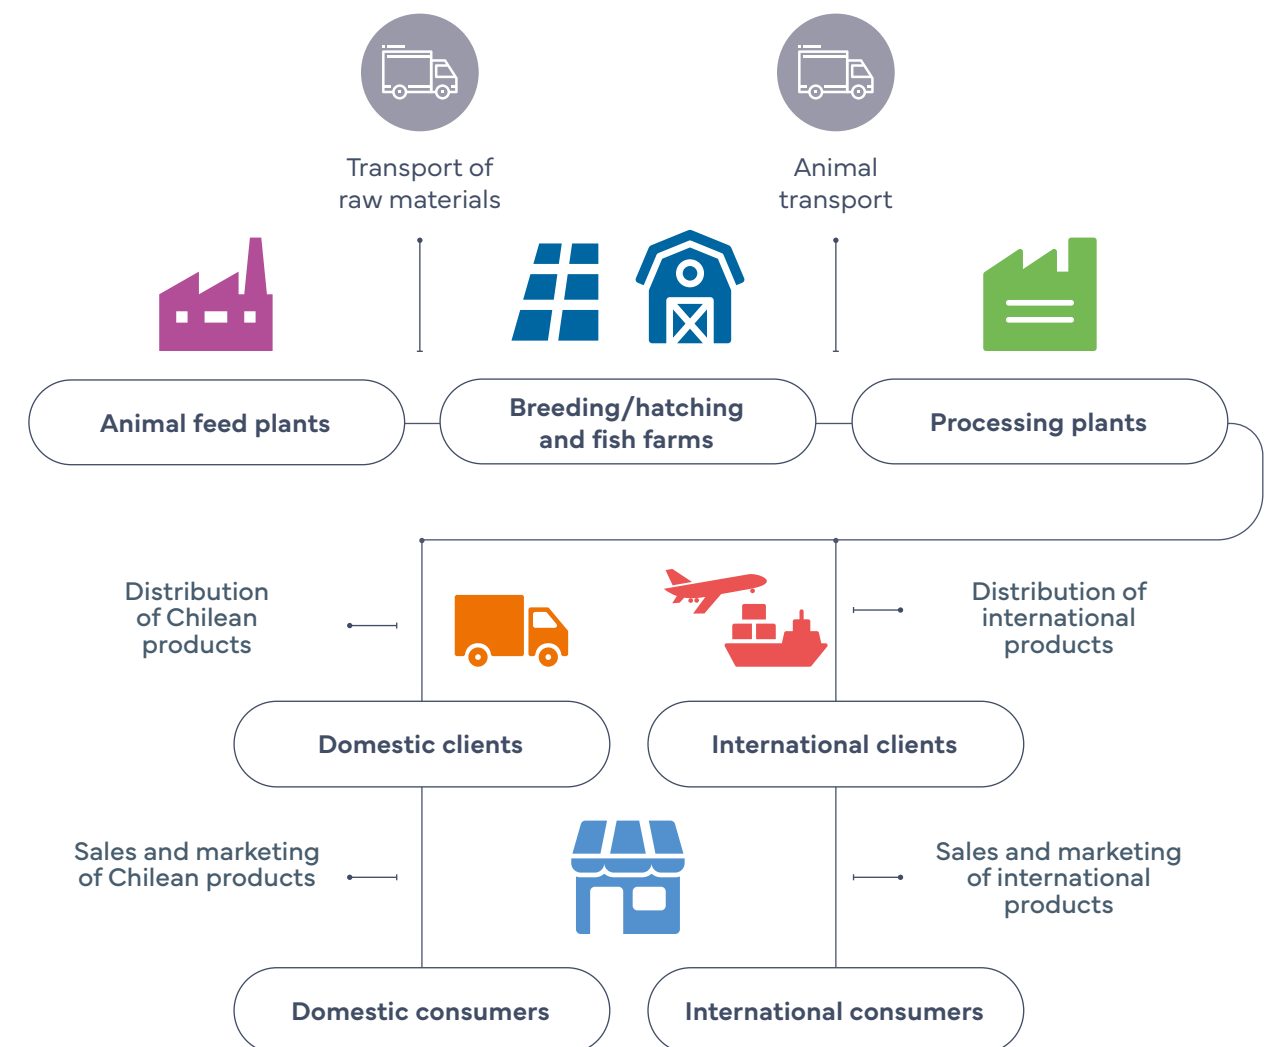 Transport of
raw materials
Animal
transport
Animal feed plants
Breeding/hatching
and fish farms
Processing plants
Distribution
of Chilean
products
Distribution of
international
products
Domestic clients
International clients
Sales and marketing
of Chilean products
Sales and marketing
of international
products
Domestic consumers
International consumers